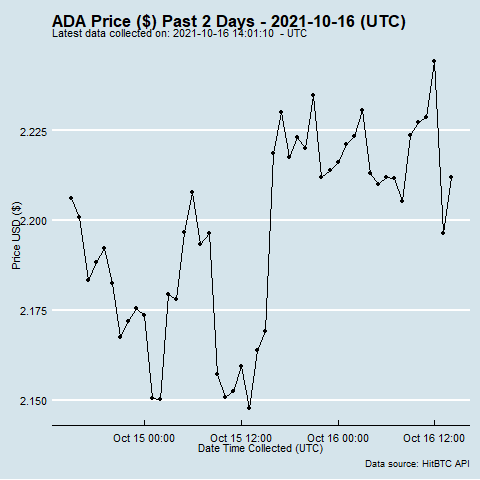 ADA Price ($) Past 2 Days - 2021-10-16 (UTC)
Latest data collected on: 2021-10-16 14:01:10 - UTC
Price USD ($)
2.225
2.200
2.175
2.150
Oct 15 00:00 Oct 15 12:00 Oct 16 00:00 Oct 16 12:00
Date Time Collected (UTC)
Data source: HitBTC API